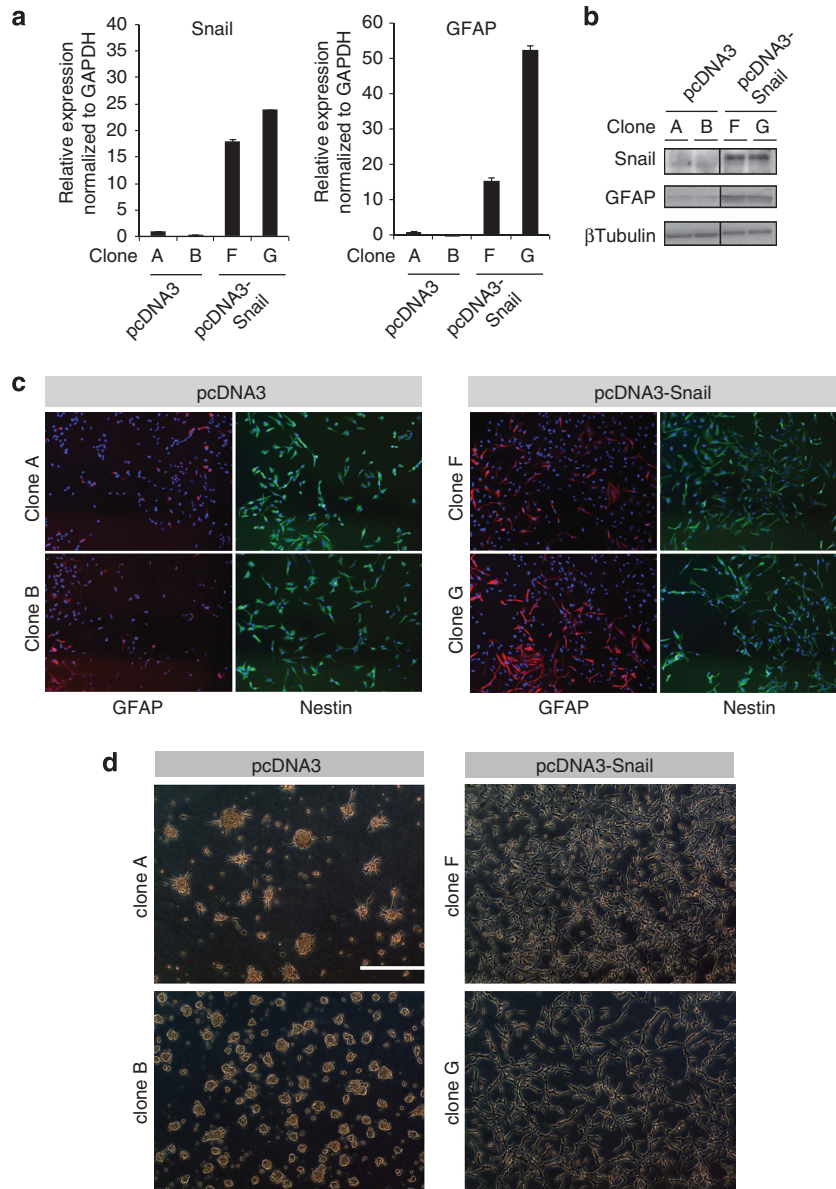 a
Snail
Relative expression
normalized to GAPDH
40
35
30
25
20
15
10
5
0
Clone A B F G
pcDNA3
pcDNA3-
Snail
GFAP
Relative expression
normalized to GAPDH
60
50
40
30
20
10
0
Clone A B F G
pcDNA3
pcDNA3-
Snail
b
pcDNA3
pcDNA3-
Snail
Clone A B F G
Snail
GFAP
βTubulin
c
pcDNA3
pcDNA3-Snail
Clone A
Clone F
Clone B
Clone G
GFAP
Nestin
GFAP
Nestin
d
pcDNA3
pcDNA3-Snail
clone A
clone F
clone B
clone G